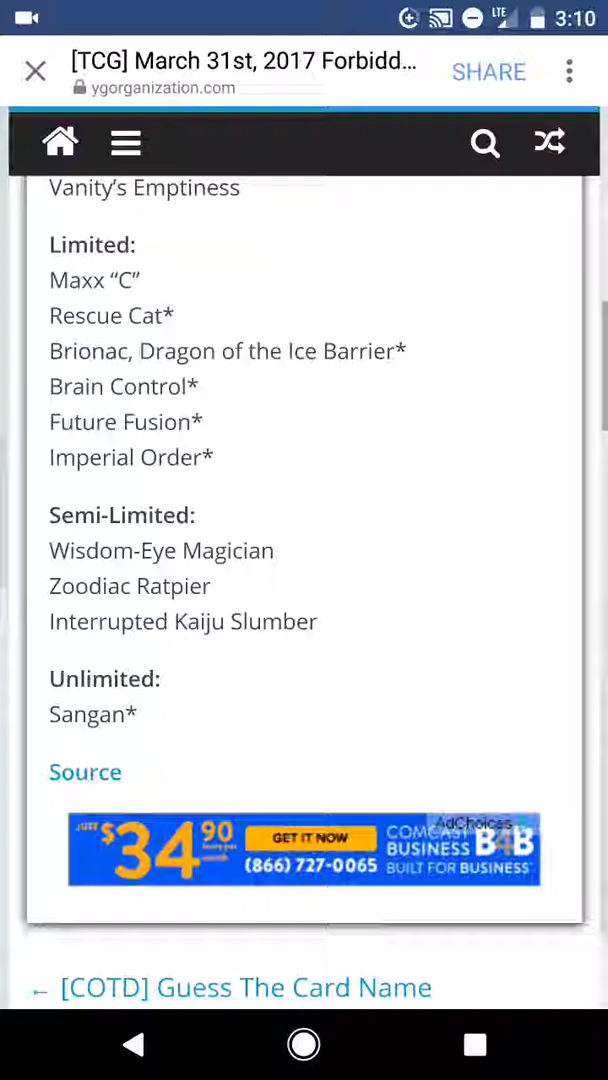 LTE 3:10
[TCG] March 31st, 2017 Forbidd...
ygorganization.com
SHARE
Vanity’s Emptiness
Limited:
Maxx “C”
Rescue Cat*
Brionac, Dragon of the Ice Barrier*
Brain Control*
Future Fusion*
Imperial Order*
Semi-Limited:
Wisdom-Eye Magician
Zoodiac Ratpier
Interrupted Kaiju Slumber
Unlimited:
Sangan*
Source
AdChoices
JUST $34 90
GET IT NOW
(866) 727-0065
COMCAST
BUSINESS B4B
BUILT FOR BUSINESS
← [COTD] Guess The Card Name